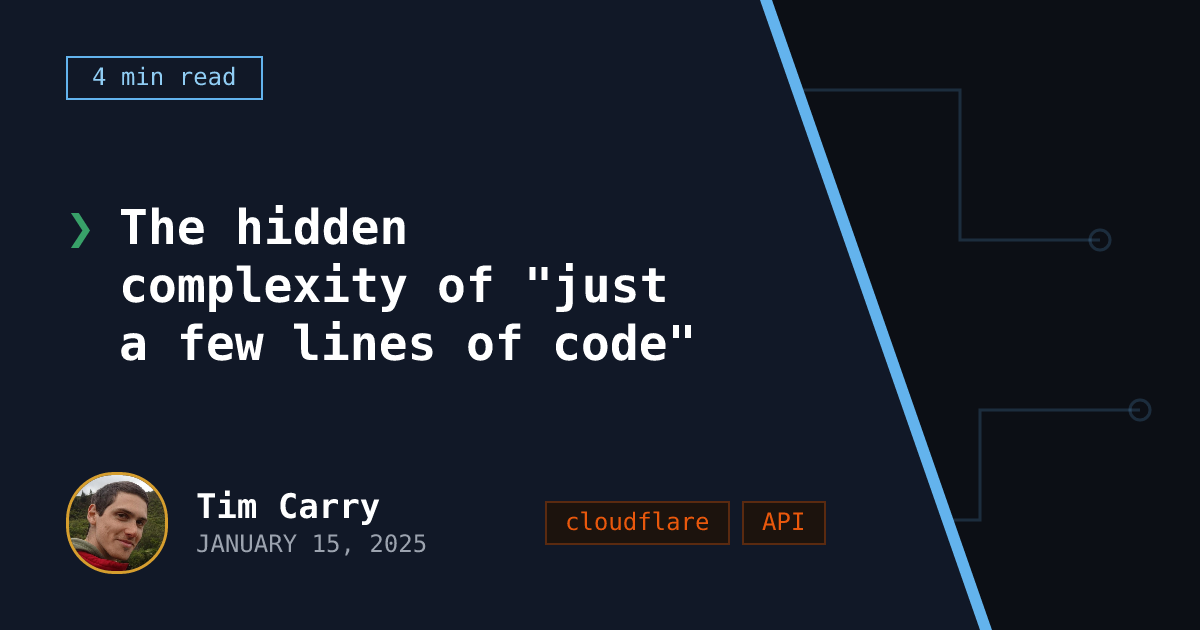 4 min read
❯ The hidden
complexity of "just
a few lines of code"
Tim Carry
JANUARY 15, 2025
cloudflare
API